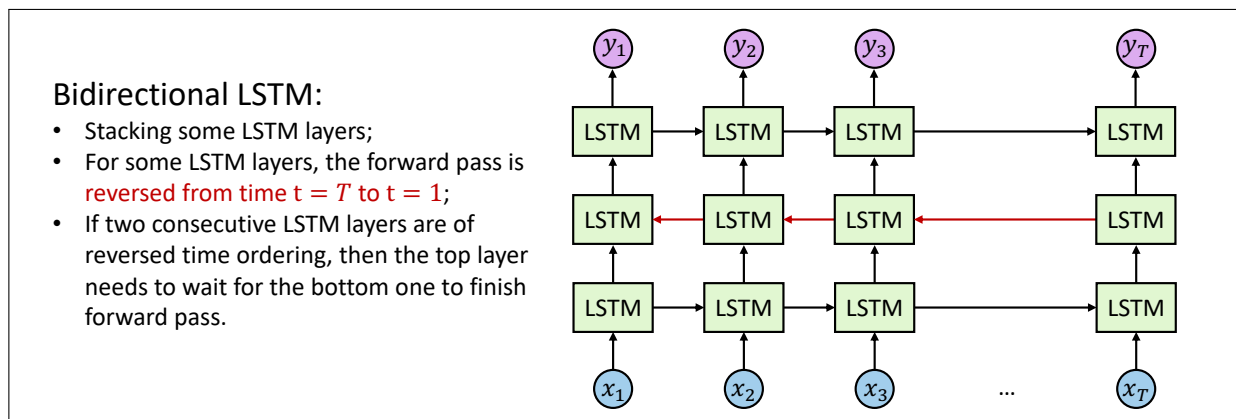 Bidirectional LSTM:
• Stacking some LSTM layers;
• For some LSTM layers, the forward pass is
reversed from time t = T to t = 1;
• If two consecutive LSTM layers are of
reversed time ordering, then the top layer
needs to wait for the bottom one to finish
forward pass.
y₁ y₂ y₃ y_T
LSTM LSTM LSTM LSTM
LSTM LSTM LSTM LSTM
LSTM LSTM LSTM LSTM
x₁ x₂ x₃ ... x_T